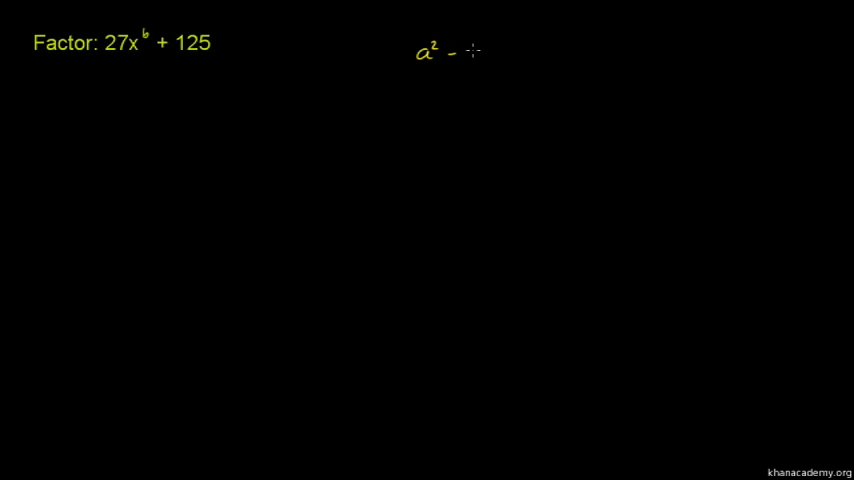 Factor: 27x⁶ + 125
a² -
khanacademy.org